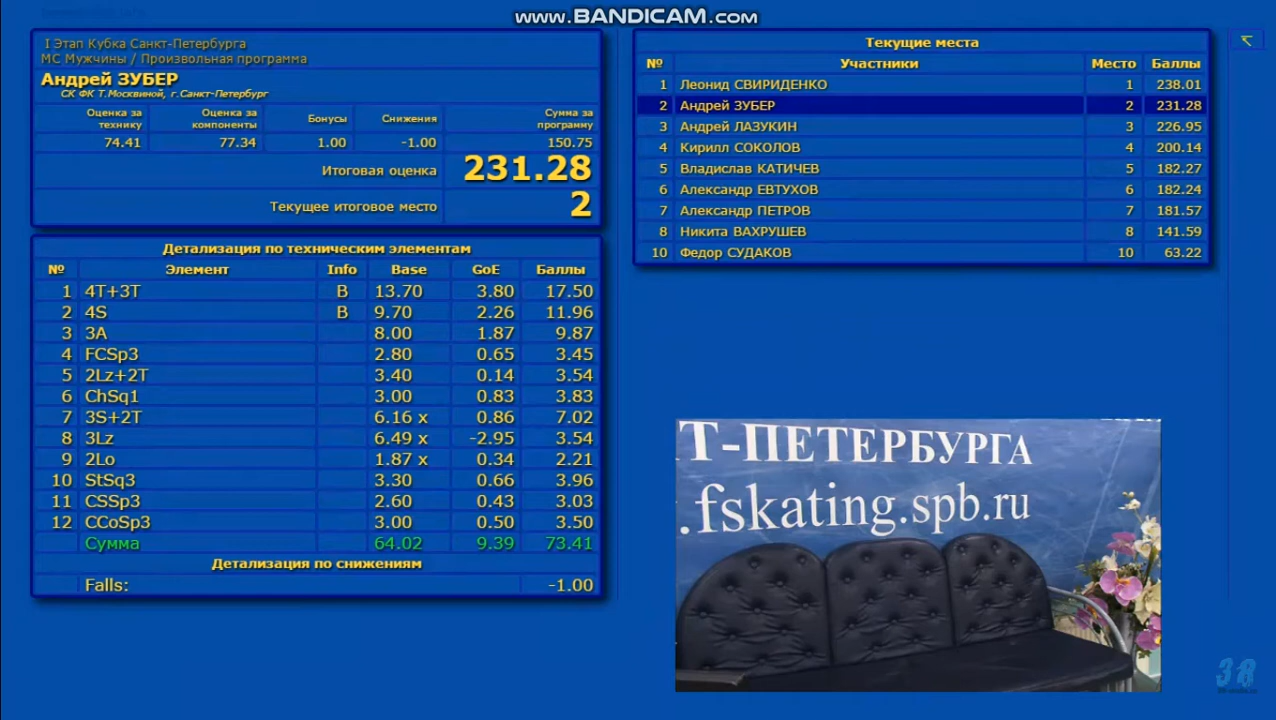 www.BANDICAM.com
I Этап Кубка Санкт-Петербурга
МС Мужчины / Произвольная программа
Андрей ЗУБЕР
СК ФК Т.Москвиной, г.Санкт-Петербург
Оценка за технику Оценка за компоненты Бонусы Снижения Сумма за программу
74.41 77.34 1.00 -1.00 150.75
Итоговая оценка 231.28
Текущее итоговое место 2
Детализация по техническим элементам
№ Элемент Info Base GoE Баллы
1 4T+3T B 13.70 3.80 17.50
2 4S B 9.70 2.26 11.96
3 3A 8.00 1.87 9.87
4 FCSp3 2.80 0.65 3.45
5 2Lz+2T 3.40 0.14 3.54
6 ChSq1 3.00 0.83 3.83
7 3S+2T 6.16 x 0.86 7.02
8 3Lz 6.49 x -2.95 3.54
9 2Lo 1.87 x 0.34 2.21
10 StSq3 3.30 0.66 3.96
11 CSSp3 2.60 0.43 3.03
12 CCoSp3 3.00 0.50 3.50
Сумма 64.02 9.39 73.41
Детализация по снижениям
Falls: -1.00
Текущие места
№ Участники Место Баллы
1 Леонид СВИРИДЕНКО 1 238.01
2 Андрей ЗУБЕР 2 231.28
3 Андрей ЛАЗУКИН 3 226.95
4 Кирилл СОКОЛОВ 4 200.14
5 Владислав КАТИЧЕВ 5 182.27
6 Александр ЕВТУХОВ 6 182.24
7 Александр ПЕТРОВ 7 181.57
8 Никита ВАХРУШЕВ 8 141.59
10 Федор СУДАКОВ 10 63.22
Т-ПЕТЕРБУРГА
.fskating.spb.ru